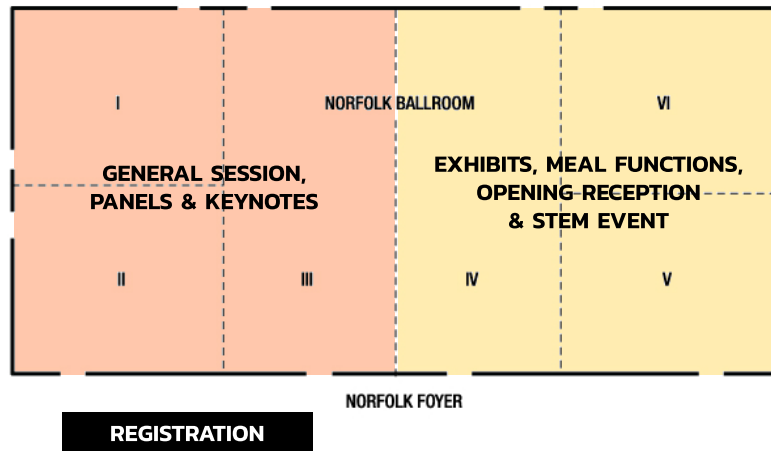 I
NORFOLK BALLROOM
VI
GENERAL SESSION,
PANELS & KEYNOTES
EXHIBITS, MEAL FUNCTIONS,
OPENING RECEPTION
& STEM EVENT
II
III
IV
V
NORFOLK FOYER
REGISTRATION